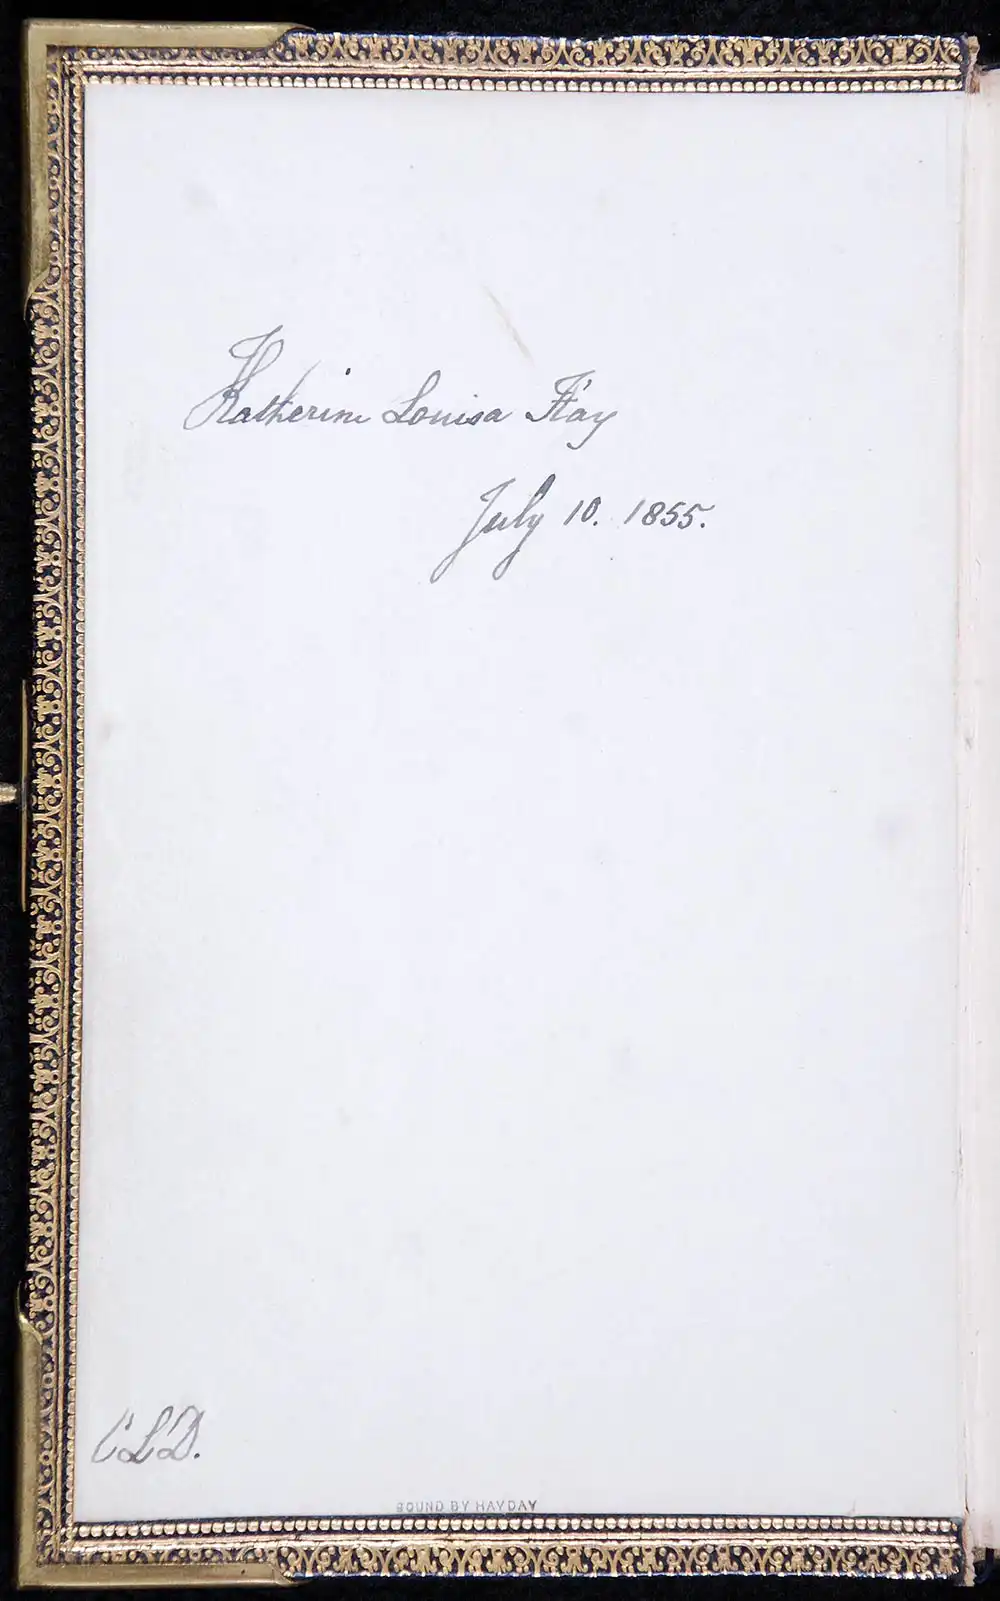 Katherine Louisa Hay
July 10. 1855.
C L D.
BOUND BY HAYDAY